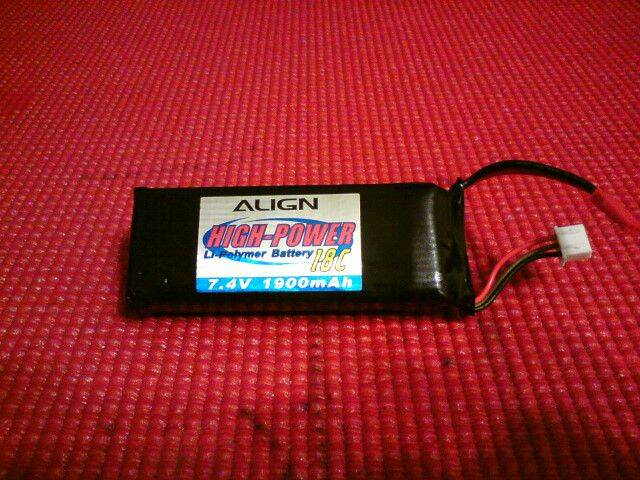 ALIGN
HIGH-POWER
Li-Polymer Battery 18C
7.4V 1900mAh